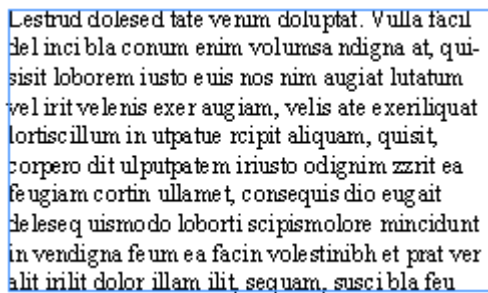 Lestrud dolesed tate venim doluptat. Vulla facil
del inci bla conum enim volumsa ndigna at, qui-
sisit loborem iusto euis nos nim augiat lutatum
vel irit velenis exer augiam, velis ate exeriliquat
lortiscillum in utpatue rcipit aliquam, quisit,
corpero dit ulputpatem iriusto odignim zzrit ea
feugiam cortin ullamet, consequis dio eugait
deleseq uismodo loborti scipismolore mincidunt
in vendigna feum ea facin volestinibh et prat ver
alit irilit dolor illam ilit, sequam, susci bla feu